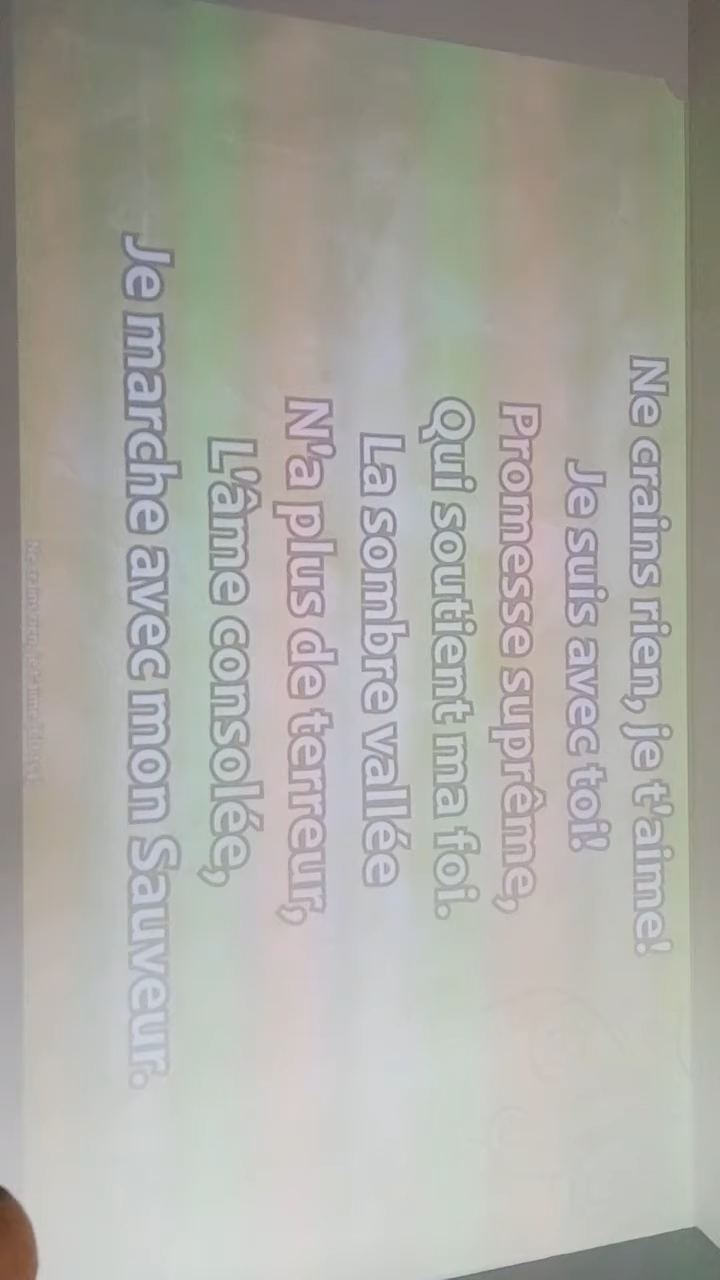 Ne crains rien, je t'aime!
Je suis avec toi!
Promesse suprême,
Qui soutient ma foi.
La sombre vallée
N'a plus de terreur,
L'âme consolée,
Je marche avec mon Sauveur.